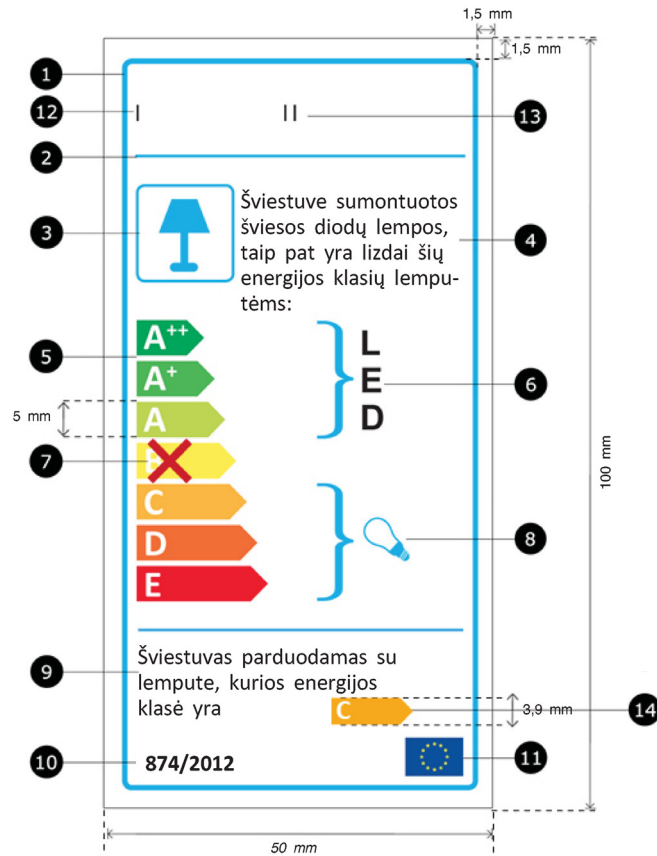 1,5 mm
1,5 mm
1
12
I
II
13
2
3
Šviestuve sumontuotos
šviesos diodų lempos,
taip pat yra lizdai šių
energijos klasių lempu-
tėms:
4
5
A++
A+
A
L
E
D
6
5 mm
7
C
D
E
8
100 mm
9
Šviestuvas parduodamas su
lempute, kurios energijos
klasė yra
C
3,9 mm
14
10
874/2012
11
50 mm